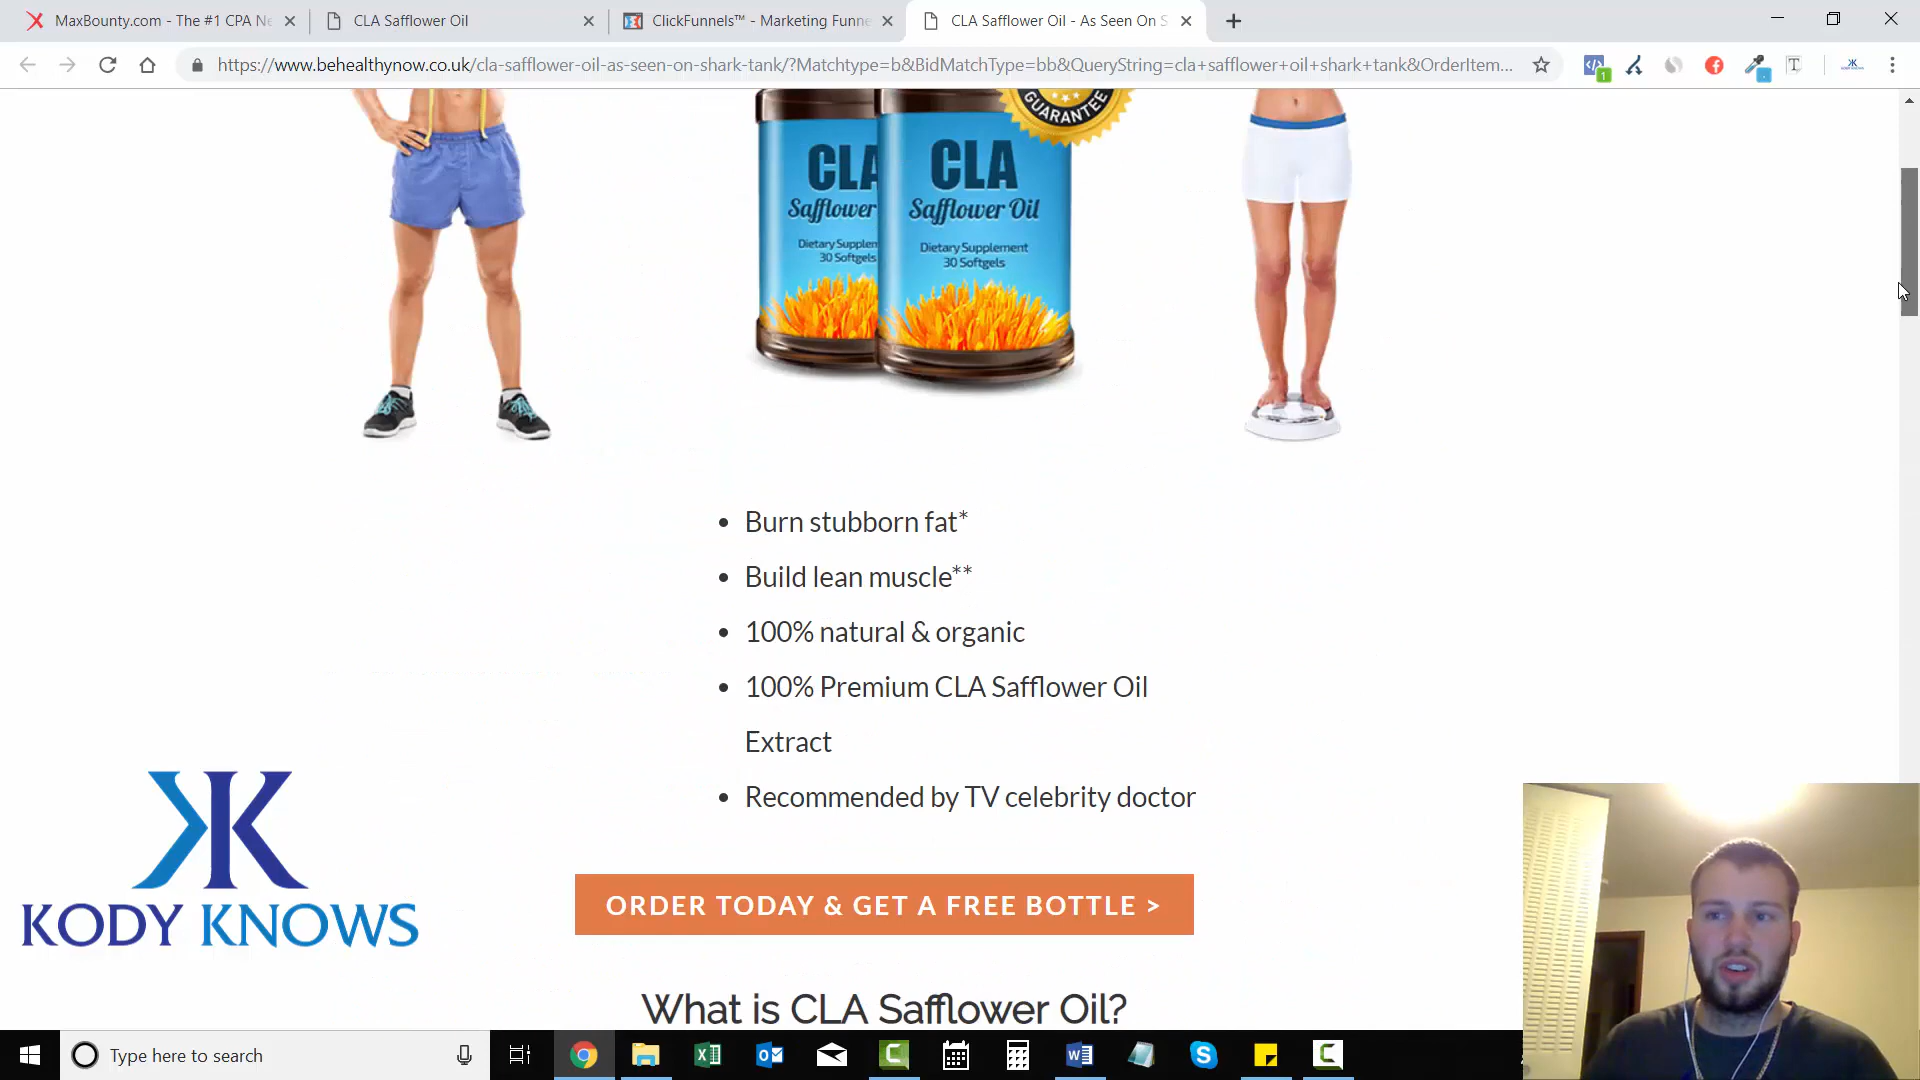 MaxBounty.com - The #1 CPA Ne
CLA Safflower Oil
ClickFunnels™ - Marketing Funne
CLA Safflower Oil - As Seen On S
https://www.behealthynow.co.uk/cla-safflower-oil-as-seen-on-shark-tank/?Matchtype=b&BidMatchType=bb&QueryString=cla+safflower+oil+shark+tank&OrderItem...
1
GUARANTEE
CLA
Safflower
Dietary Supplem
30 Softgels
CLA
Safflower Oil
Dietary Supplement
30 Softgels
• Burn stubborn fat*
• Build lean muscle**
• 100% natural & organic
• 100% Premium CLA Safflower Oil
Extract
• Recommended by TV celebrity doctor
ORDER TODAY & GET A FREE BOTTLE >
What is CLA Safflower Oil?
KODY KNOWS
Type here to search